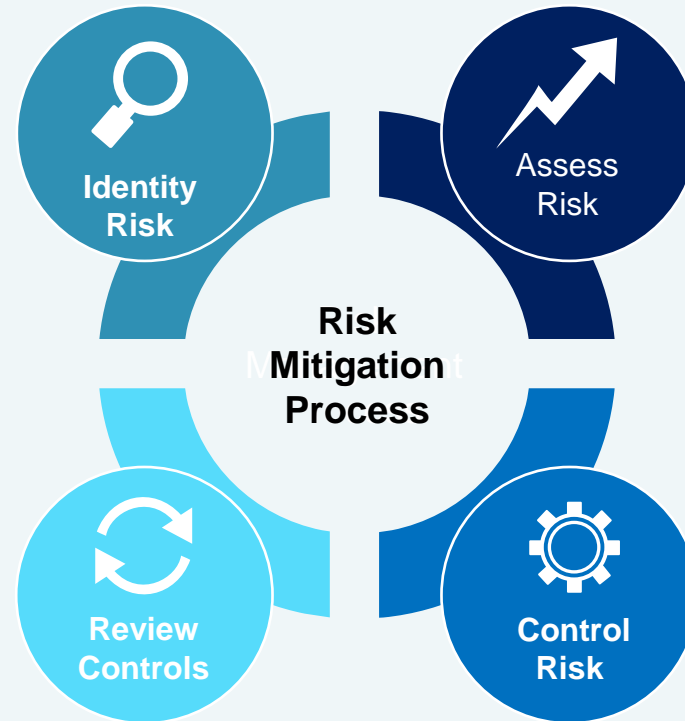 Identity
Risk
Assess
Risk
Risk
Mitigation
Process
Review
Controls
Control
Risk